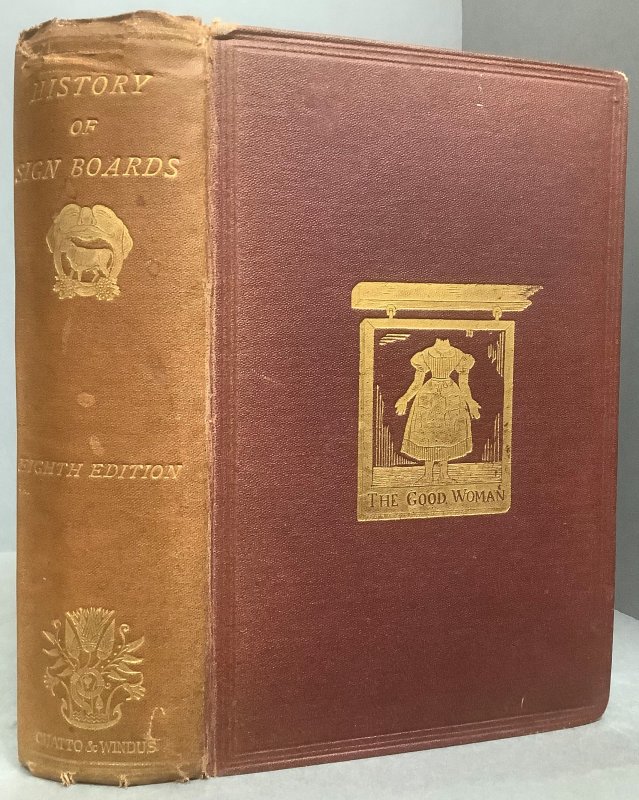 HISTORY
OF
SIGN BOARDS
EIGHTH EDITION
CHATTO & WINDUS
THE GOOD WOMAN